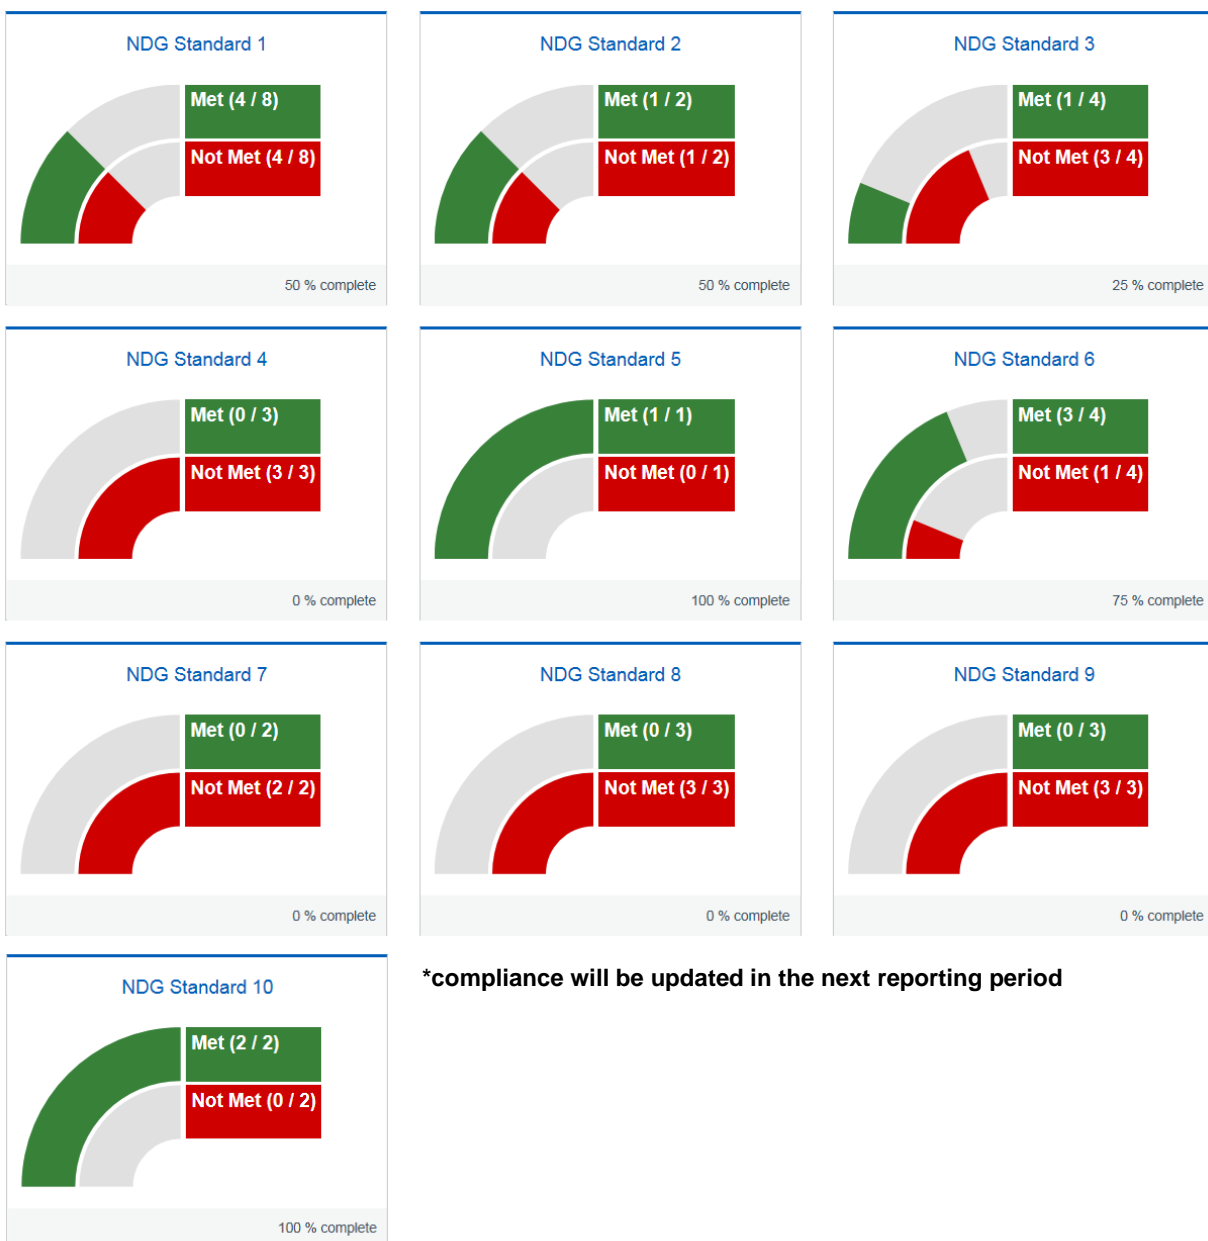 NDG Standard 1
Met (4 / 8)
Not Met (4 / 8)
50 % complete
NDG Standard 2
Met (1 / 2)
Not Met (1 / 2)
50 % complete
NDG Standard 3
Met (1 / 4)
Not Met (3 / 4)
25 % complete
NDG Standard 4
Met (0 / 3)
Not Met (3 / 3)
0 % complete
NDG Standard 5
Met (1 / 1)
Not Met (0 / 1)
100 % complete
NDG Standard 6
Met (3 / 4)
Not Met (1 / 4)
75 % complete
NDG Standard 7
Met (0 / 2)
Not Met (2 / 2)
0 % complete
NDG Standard 8
Met (0 / 3)
Not Met (3 / 3)
0 % complete
NDG Standard 9
Met (0 / 3)
Not Met (3 / 3)
0 % complete
NDG Standard 10
Met (2 / 2)
Not Met (0 / 2)
100 % complete
*compliance will be updated in the next reporting period